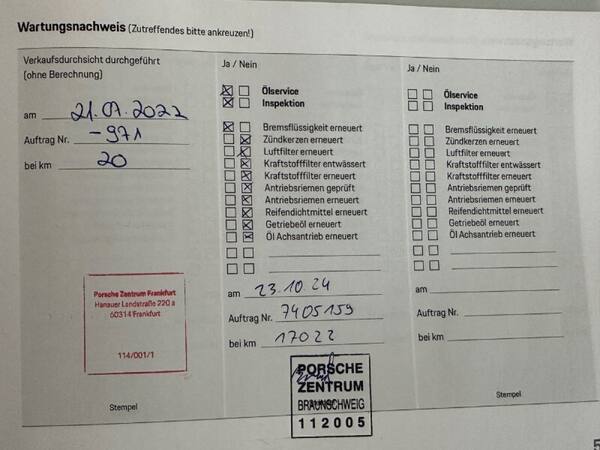 Wartungsnachweis (Zutreffendes bitte ankreuzen!)
Verkaufsdurchsicht durchgeführt
(ohne Berechnung)
am 21.07.2022
Auftrag Nr. -971
bei km 20
Porsche Zentrum Frankfurt
Hanauer Landstraße 220 a
60314 Frankfurt
114/001/1
Stempel
Ja / Nein
Ölservice
Inspektion
Bremsflüssigkeit erneuert
Zündkerzen erneuert
Luftfilter erneuert
Kraftstofffilter entwässert
Kraftstofffilter erneuert
Antriebsriemen geprüft
Antriebsriemen erneuert
Reifendichtmittel erneuert
Getriebeöl erneuert
Öl Achsantrieb erneuert
am 23.10.24
Auftrag Nr. 7405159
bei km 17022
PORSCHE
ZENTRUM
BRAUNSCHWEIG
112005
Ja / Nein
Ölservice
Inspektion
Bremsflüssigkeit erneuert
Zündkerzen erneuert
Luftfilter erneuert
Kraftstofffilter entwässert
Kraftstofffilter erneuert
Antriebsriemen geprüft
Antriebsriemen erneuert
Reifendichtmittel erneuert
Getriebeöl erneuert
Öl Achsantrieb erneuert
am
Auftrag Nr.
bei km
Stempel
5